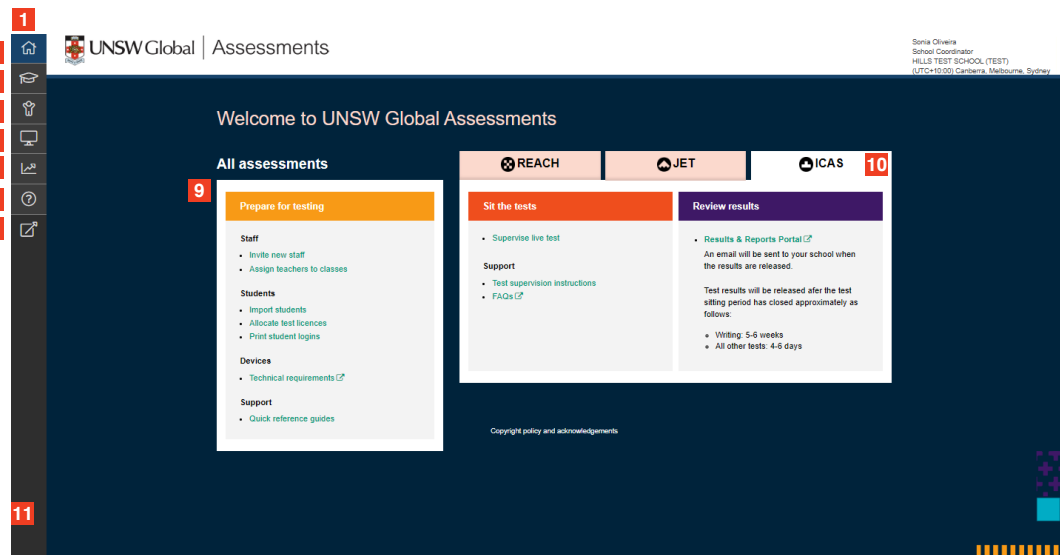 1
UNSW Global Assessments
Sonia Oliveira
School Coordinator
HILLS TEST SCHOOL (TEST)
(UTC+10:00) Canberra, Melbourne, Sydney
Welcome to UNSW Global Assessments
All assessments
REACH
JET
ICAS
10
9
Prepare for testing
Staff
Invite new staff
Assign teachers to classes
Students
Import students
Allocate test licences
Print student logins
Devices
Technical requirements
Support
Quick reference guides
Sit the tests
Supervise live test
Support
Test supervision instructions
FAQs
Review results
Results & Reports Portal
An email will be sent to your school when
the results are released.
Test results will be released afer the test
sitting period has closed approximately as
follows:
Writing: 5-6 weeks
All other tests: 4-6 days
Copyright policy and acknowledgements
11